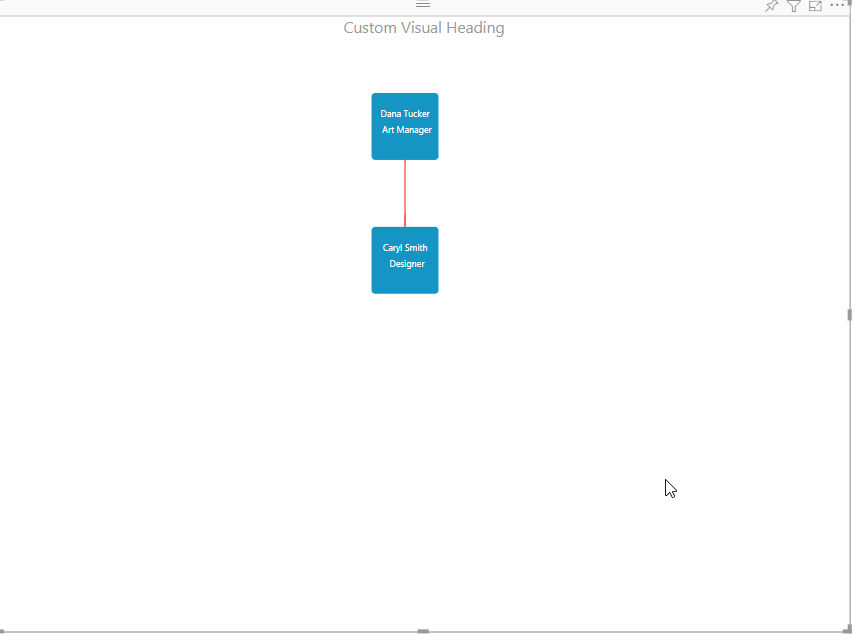 Custom Visual Heading
Dana Tucker
Art Manager
Caryl Smith
Designer